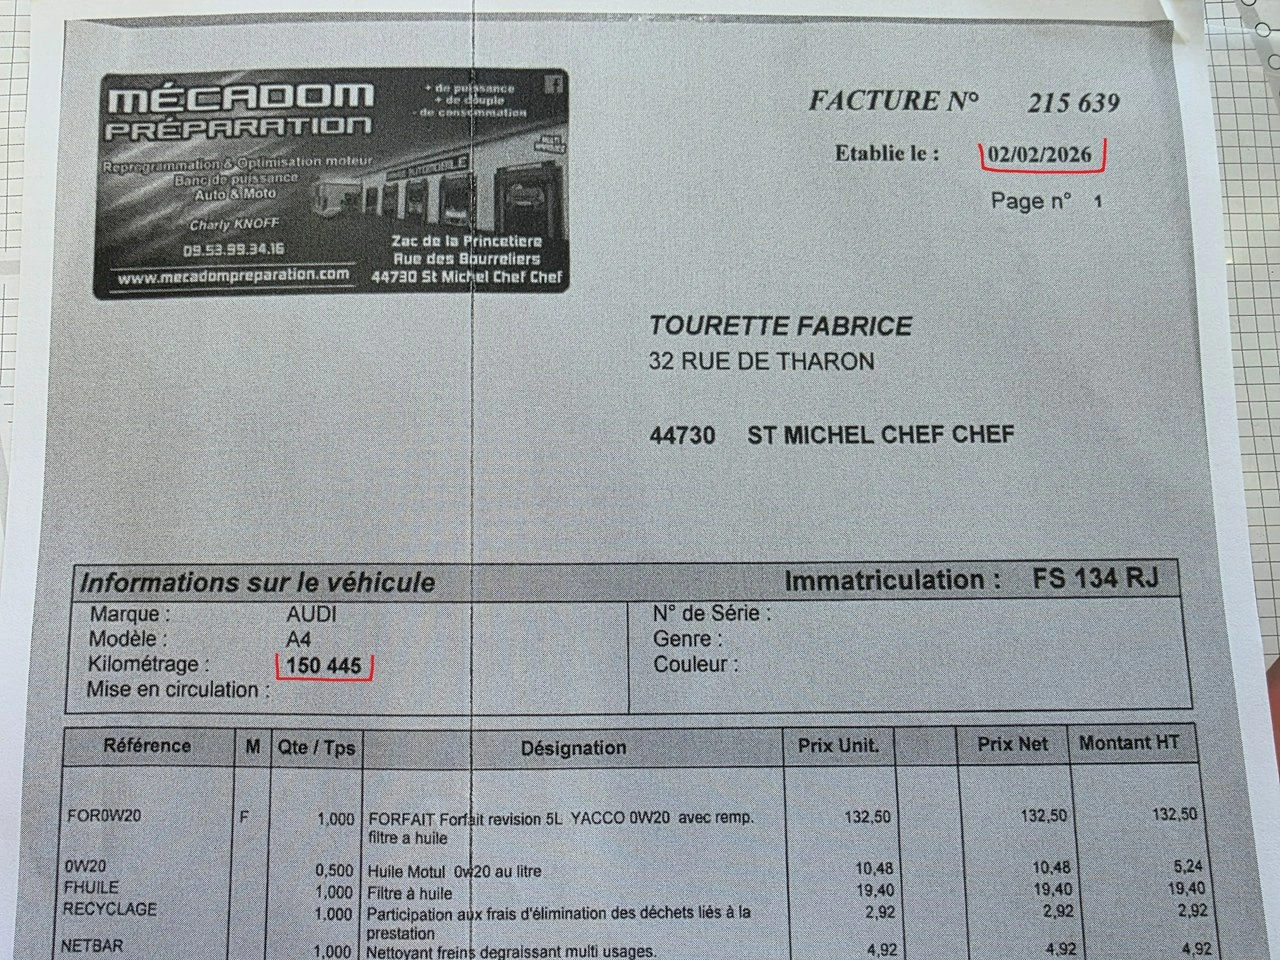 MÉCADOM
PRÉPARATION
+ de puissance
+ de couple
- de consommation
f
Reprogrammation & Optimisation moteur
Banc de puissance
Auto & Moto
Charly KNOFF
09.53.99.34.16
www.mecadompreparation.com
Zac de la Princetiere
Rue des Bourreliers
44730 St Michel Chef Chef
FACTURE N° 215 639
Etablie le : 02/02/2026
Page n° 1
TOURETTE FABRICE
32 RUE DE THARON
44730 ST MICHEL CHEF CHEF
Informations sur le véhicule Immatriculation : FS 134 RJ
Marque : AUDI N° de Série :
Modèle : A4 Genre :
Kilométrage : 150 445 Couleur :
Mise en circulation :
Référence M Qte / Tps Désignation Prix Unit. Prix Net Montant HT
FOR0W20 F 1,000 FORFAIT Forfait revision 5L YACCO 0W20 avec remp. 132,50 132,50 132,50
filtre a huile
0W20 0,500 Huile Motul 0w20 au litre 10,48 10,48 5,24
FHUILE 1,000 Filtre à huile 19,40 19,40 19,40
RECYCLAGE 1,000 Participation aux frais d'élimination des déchets liés à la 2,92 2,92 2,92
prestation
NETBAR 1,000 Nettoyant freins degraissant multi usages. 4,92 4,92 4,92